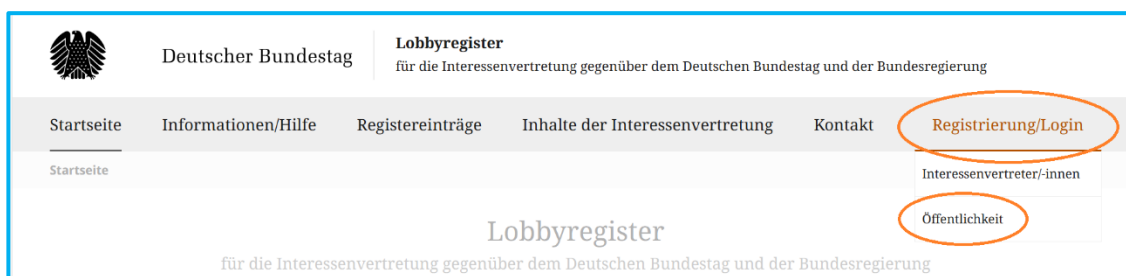 Deutscher Bundestag
Lobbyregister
für die Interessenvertretung gegenüber dem Deutschen Bundestag und der Bundesregierung
Startseite Informationen/Hilfe Registereinträge Inhalte der Interessenvertretung Kontakt Registrierung/Login
Startseite
Interessenvertreter/-innen
Öffentlichkeit
Lobbyregister
für die Interessenvertretung gegenüber dem Deutschen Bundestag und der Bundesregierung